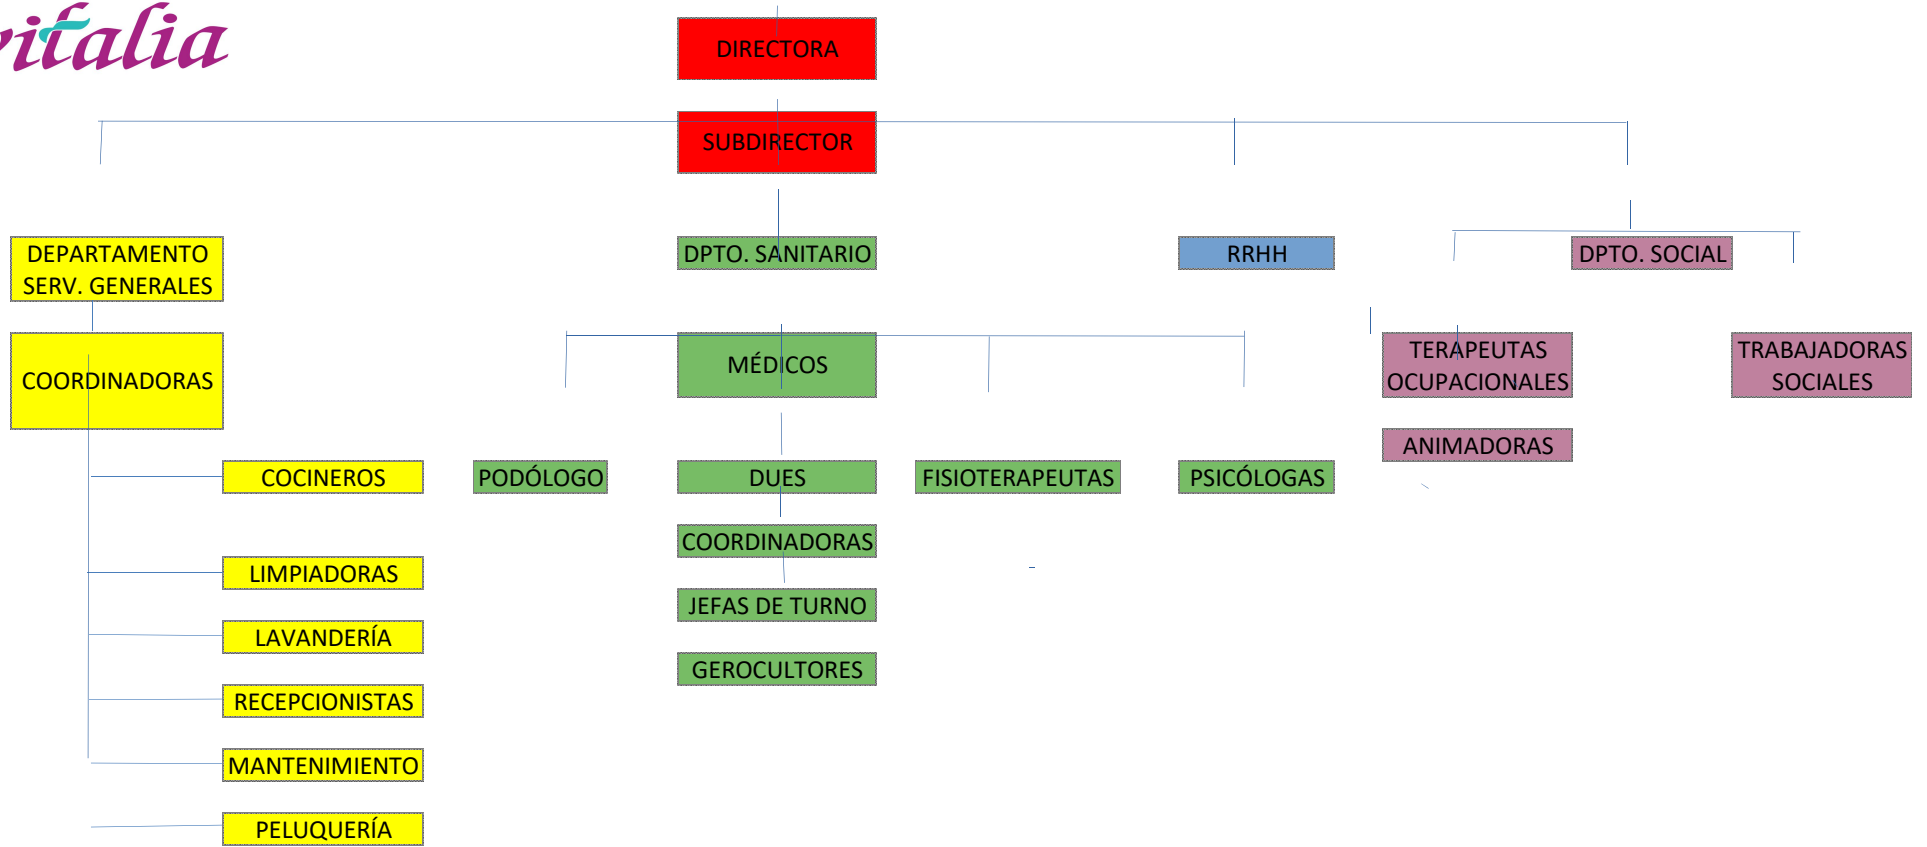 vitalia
DIRECTORA
SUBDIRECTOR
DEPARTAMENTO
SERV. GENERALES
DPTO. SANITARIO
RRHH
DPTO. SOCIAL
COORDINADORAS
MÉDICOS
TERAPEUTAS
OCUPACIONALES
TRABAJADORAS
SOCIALES
ANIMADORAS
COCINEROS
PODÓLOGO
DUES
FISIOTERAPEUTAS
PSICÓLOGAS
COORDINADORAS
LIMPIADORAS
JEFAS DE TURNO
LAVANDERÍA
GEROCULTORES
RECEPCIONISTAS
MANTENIMIENTO
PELUQUERÍA